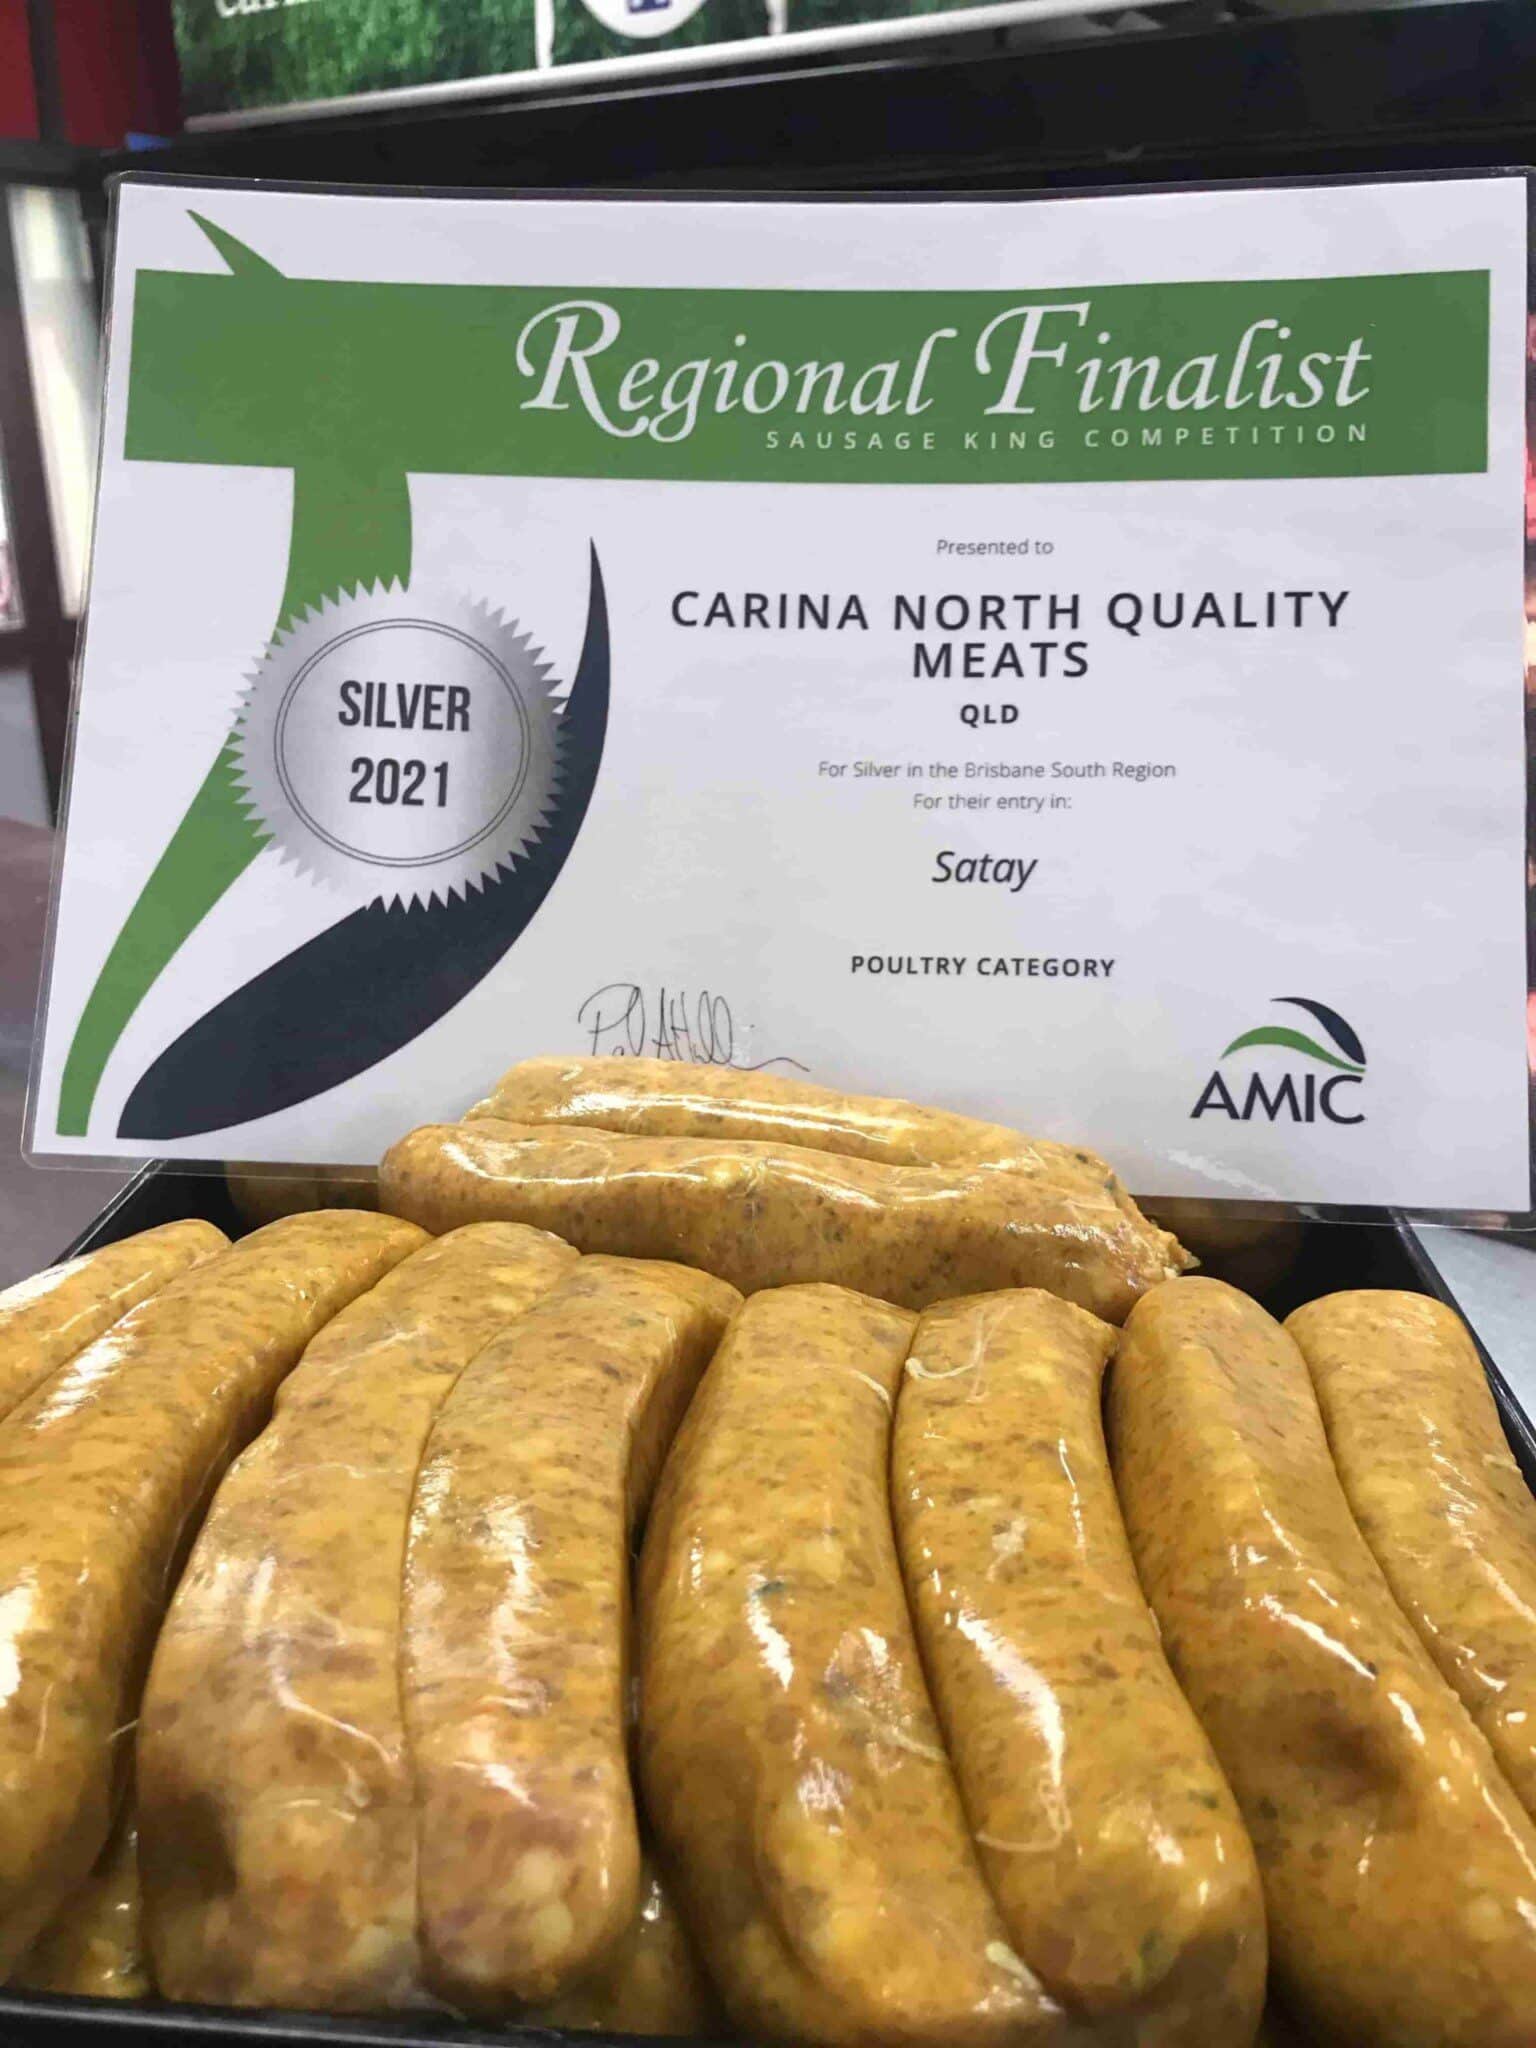 Regional Finalist
SAUSAGE KING COMPETITION
Presented to
CARINA NORTH QUALITY
MEATS
QLD
For Silver in the Brisbane South Region
For their entry in:
Satay
POULTRY CATEGORY
SILVER
2021
AMIC